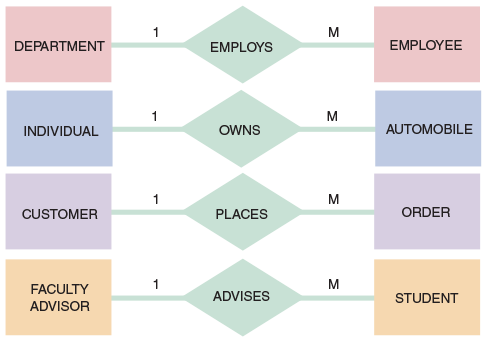 DEPARTMENT 1 EMPLOYS M EMPLOYEE
INDIVIDUAL 1 OWNS M AUTOMOBILE
CUSTOMER 1 PLACES M ORDER
FACULTY
ADVISOR 1 ADVISES M STUDENT